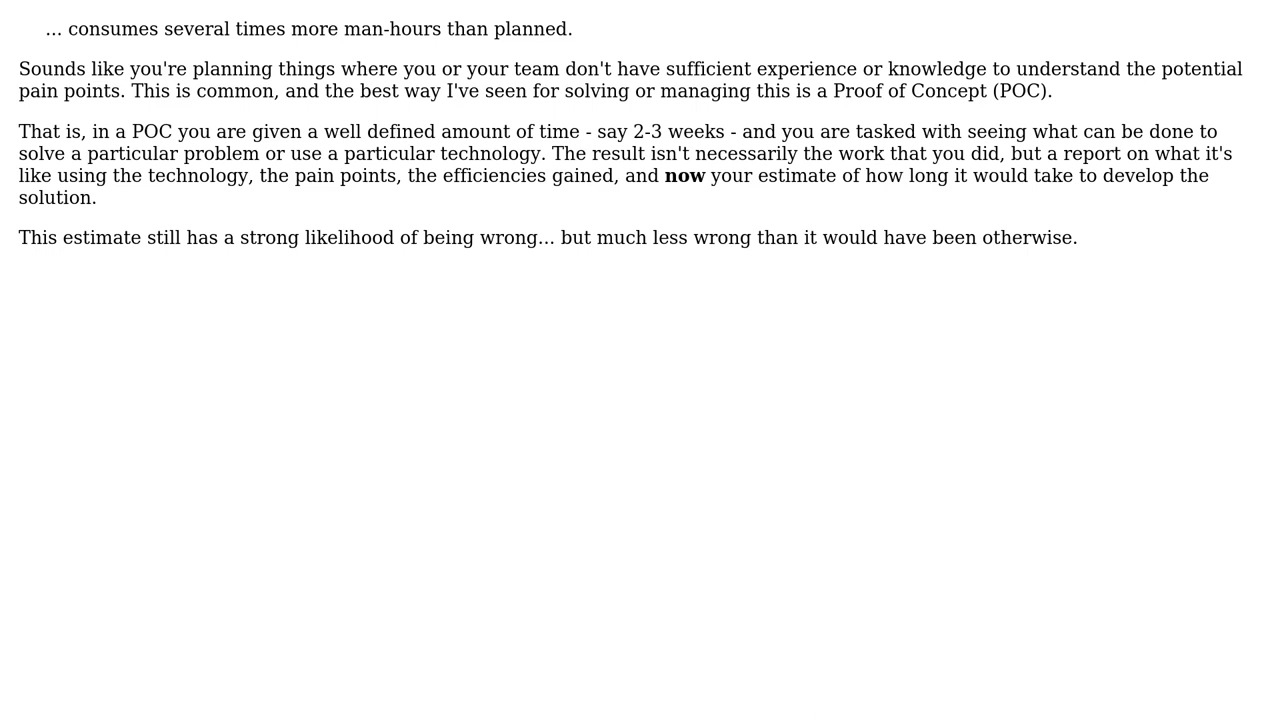 ... consumes several times more man-hours than planned.
Sounds like you're planning things where you or your team don't have sufficient experience or knowledge to understand the potential
pain points. This is common, and the best way I've seen for solving or managing this is a Proof of Concept (POC).
That is, in a POC you are given a well defined amount of time - say 2-3 weeks - and you are tasked with seeing what can be done to
solve a particular problem or use a particular technology. The result isn't necessarily the work that you did, but a report on what it's
like using the technology, the pain points, the efficiencies gained, and now your estimate of how long it would take to develop the
solution.
This estimate still has a strong likelihood of being wrong... but much less wrong than it would have been otherwise.